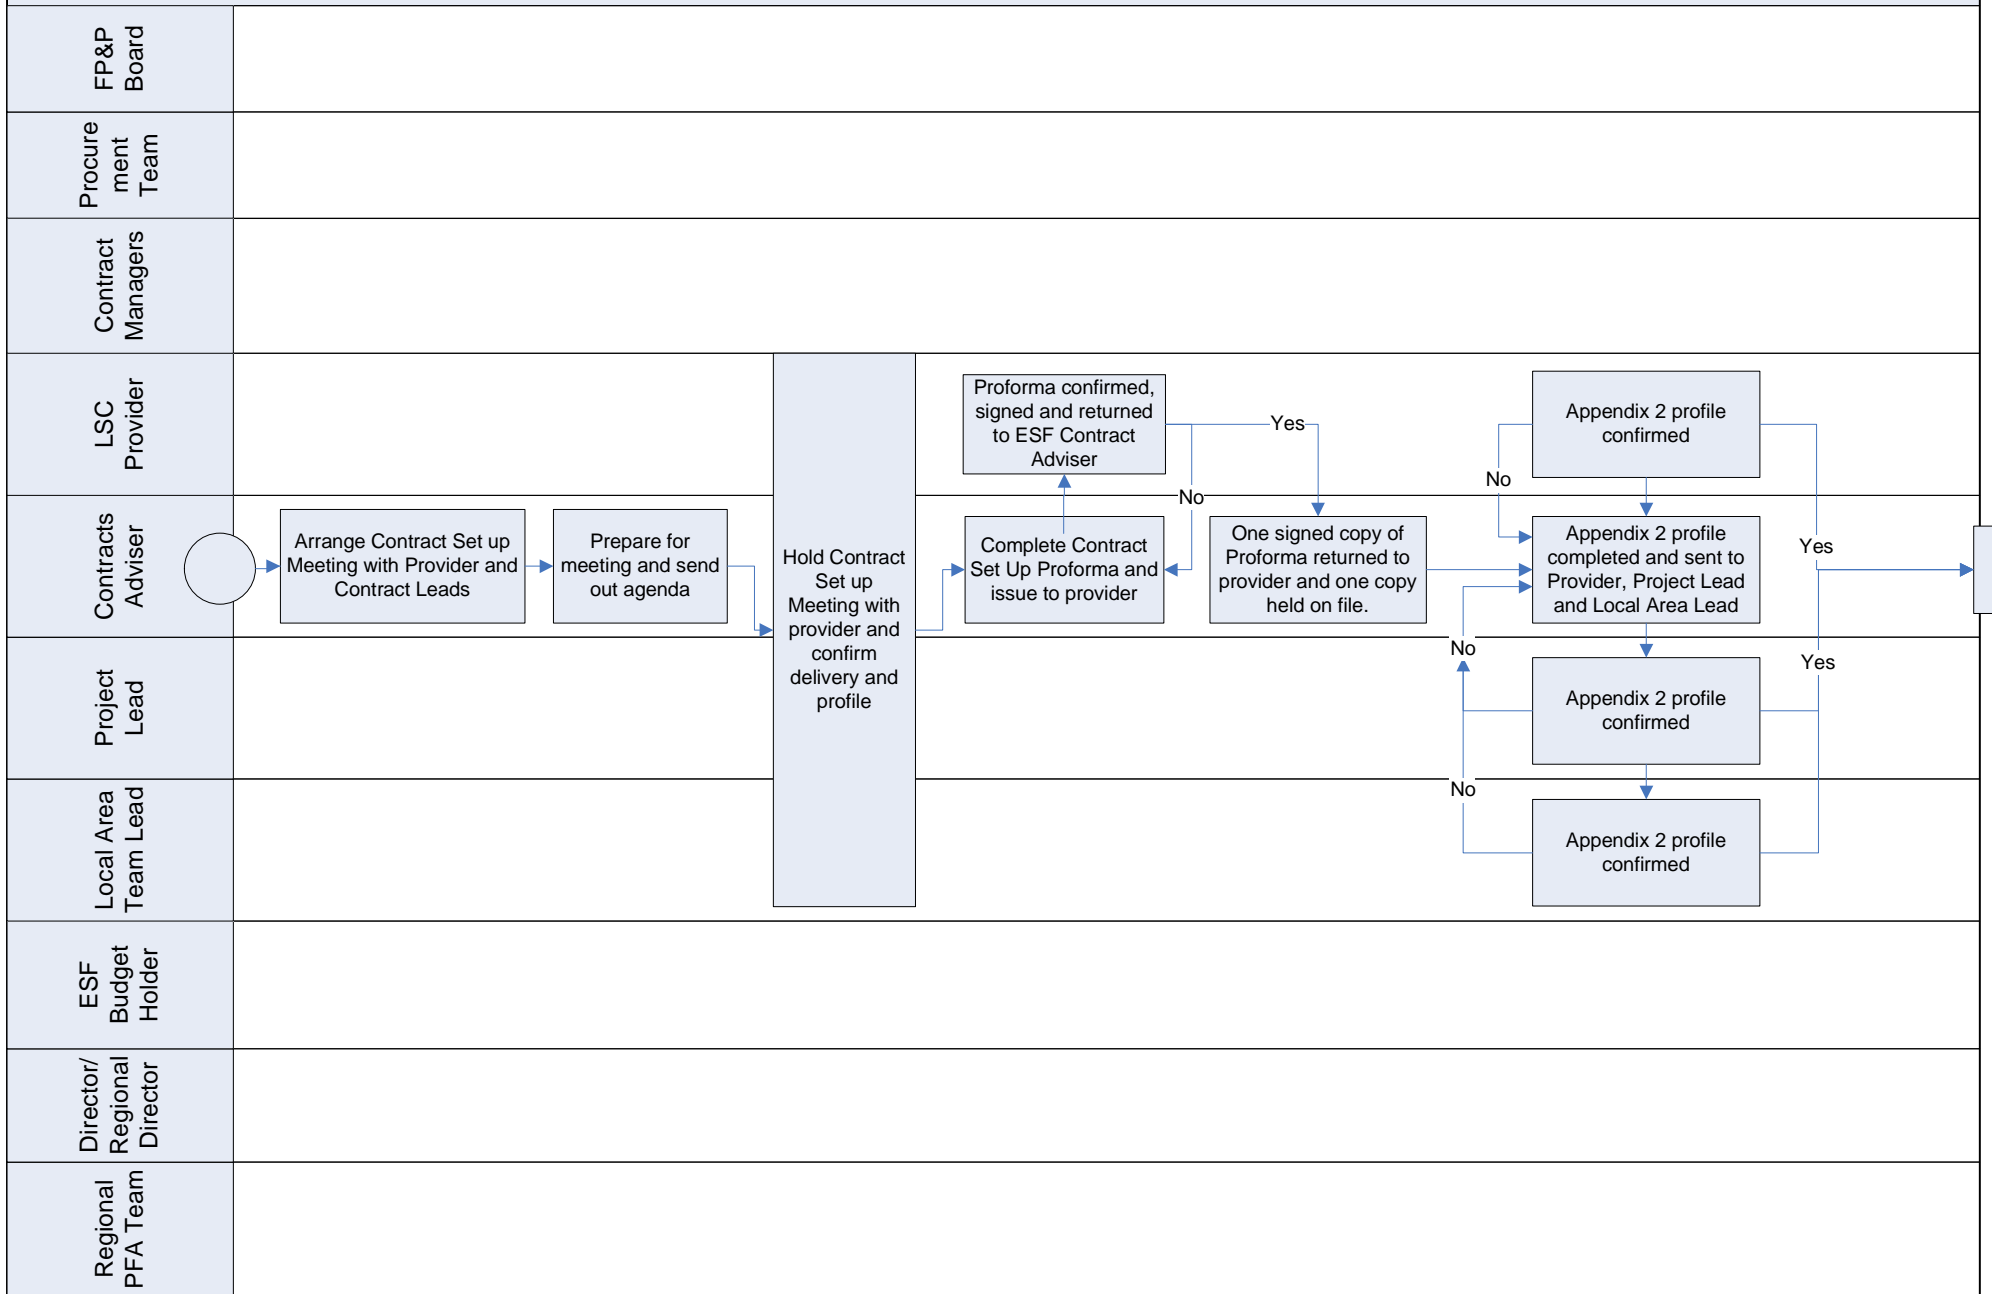 FP&P
Board
Procure
ment
Team
Contract
Managers
LSC
Provider
Proforma confirmed,
signed and returned
to ESF Contract
Adviser
Yes
No
No
Appendix 2 profile
confirmed
Yes
Contracts
Adviser
Arrange Contract Set up
Meeting with Provider and
Contract Leads
Prepare for
meeting and send
out agenda
Hold Contract
Set up
Meeting with
provider and
confirm
delivery and
profile
Complete Contract
Set Up Proforma and
issue to provider
One signed copy of
Proforma returned to
provider and one copy
held on file.
Appendix 2 profile
completed and sent to
Provider, Project Lead
and Local Area Lead
Project
Lead
No
Appendix 2 profile
confirmed
Yes
Local Area
Team Lead
No
Appendix 2 profile
confirmed
ESF
Budget
Holder
Director/
Regional
Director
Regional
PFA Team